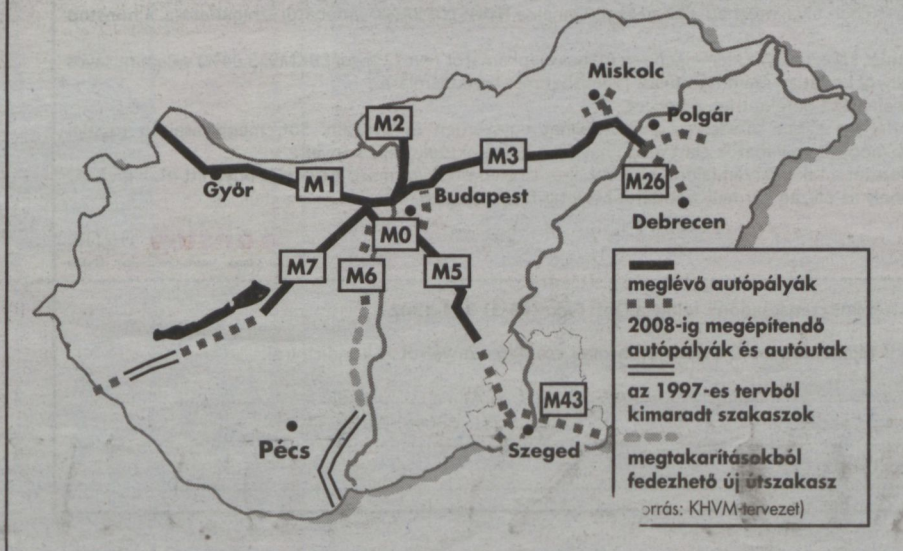 Miskolc
Polgár
M2
M3
M1
Győr
Budapest
M26
Debrecen
M0
M7
M6
M5
meglévő autópályák
2008-ig megépítendő
autópályák és autóutak
az 1997-es tervből
kimaradt szakaszok
M43
Pécs
Szeged
megtakarításokból
fedezhető új útszakasz
orrás: KHVM-tervezet)